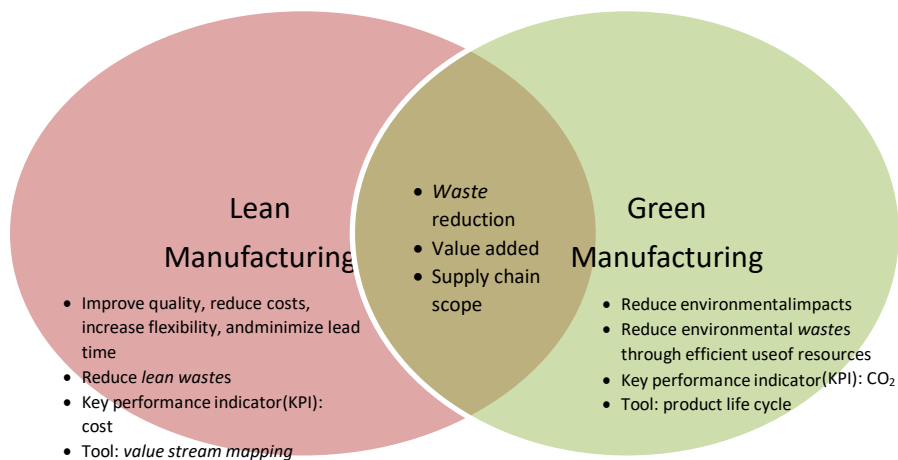 Lean
Manufacturing
• Improve quality, reduce costs,
increase flexibility, andminimize lead
time
• Reduce lean wastes
• Key performance indicator(KPI):
cost
• Tool: value stream mapping
• Waste
reduction
• Value added
• Supply chain
scope
Green
Manufacturing
• Reduce environmentalimpacts
• Reduce environmental wastes
through efficient useof resources
• Key performance indicator(KPI): CO₂
• Tool: product life cycle